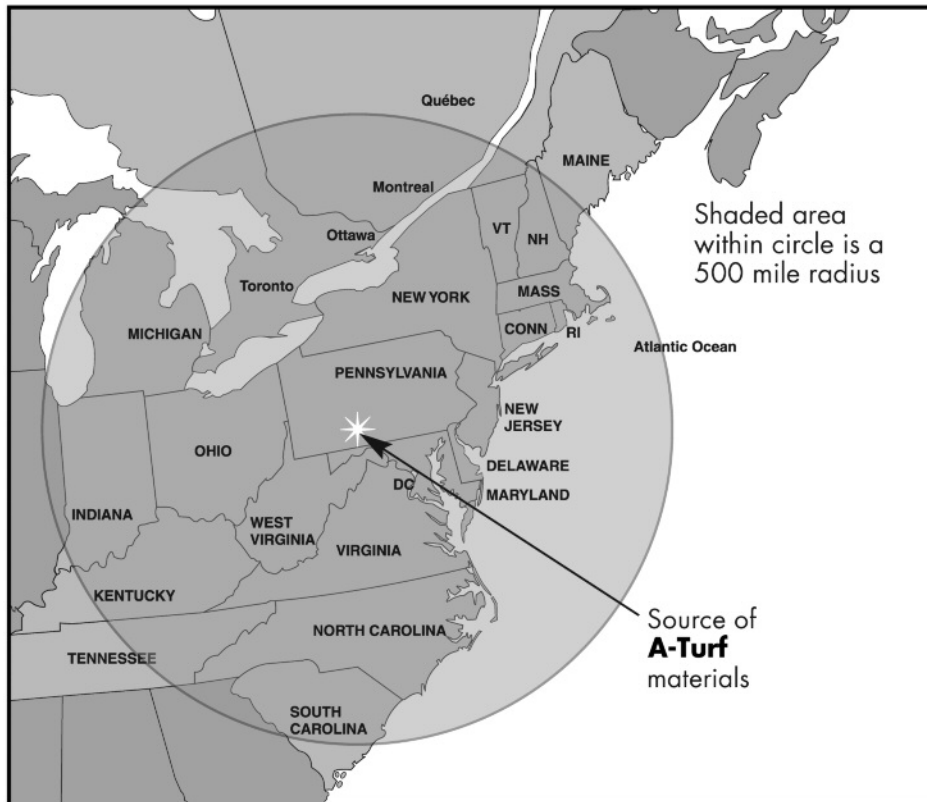 Québec
MAINE
Montreal
Shaded area
within circle is a
500 mile radius
VT
NH
Ottawa
Toronto
NEW YORK
MASS
MICHIGAN
CONN
RI
Atlantic Ocean
PENNSYLVANIA
NEW
JERSEY
OHIO
DELAWARE
DC
MARYLAND
INDIANA
WEST
VIRGINIA
VIRGINIA
KENTUCKY
Source of
A-Turf
materials
NORTH CAROLINA
TENNESSEE
SOUTH
CAROLINA